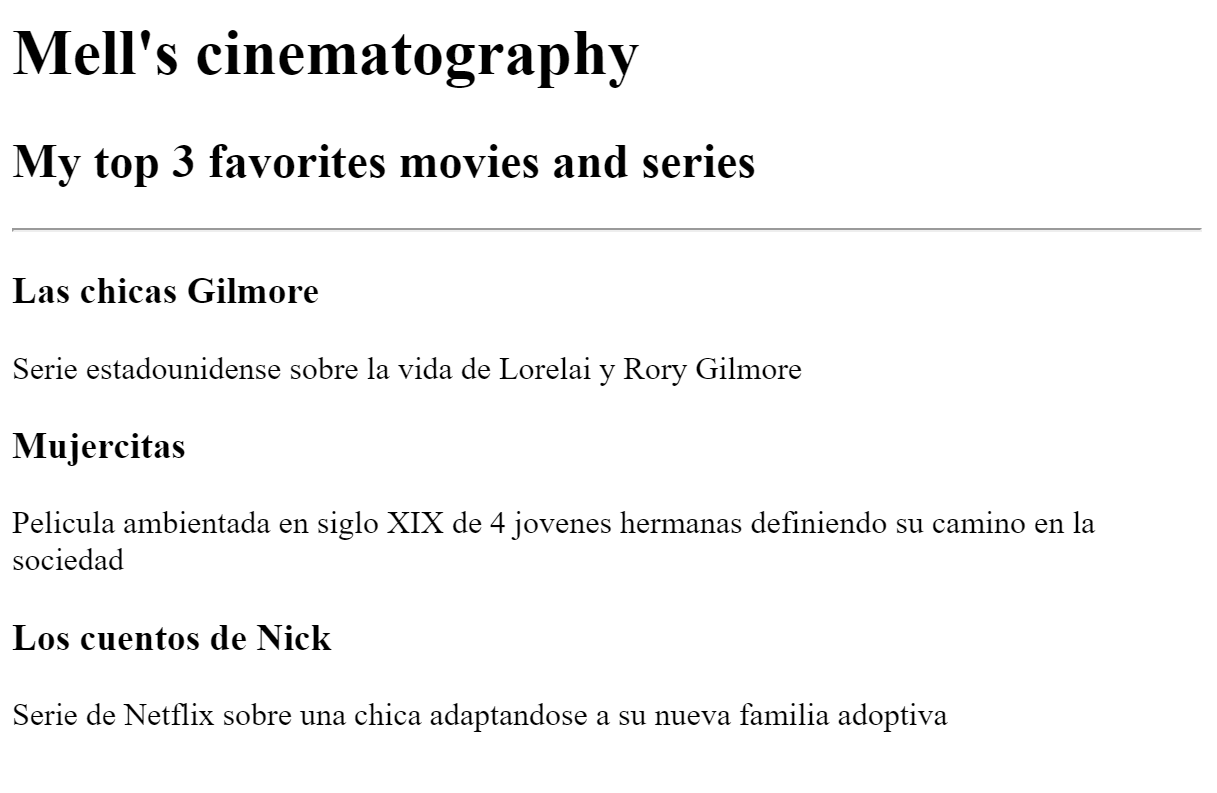 Mell's cinematography
My top 3 favorites movies and series
Las chicas Gilmore
Serie estadounidense sobre la vida de Lorelai y Rory Gilmore
Mujercitas
Pelicula ambientada en siglo XIX de 4 jovenes hermanas definiendo su camino en la
sociedad
Los cuentos de Nick
Serie de Netflix sobre una chica adaptandose a su nueva familia adoptiva